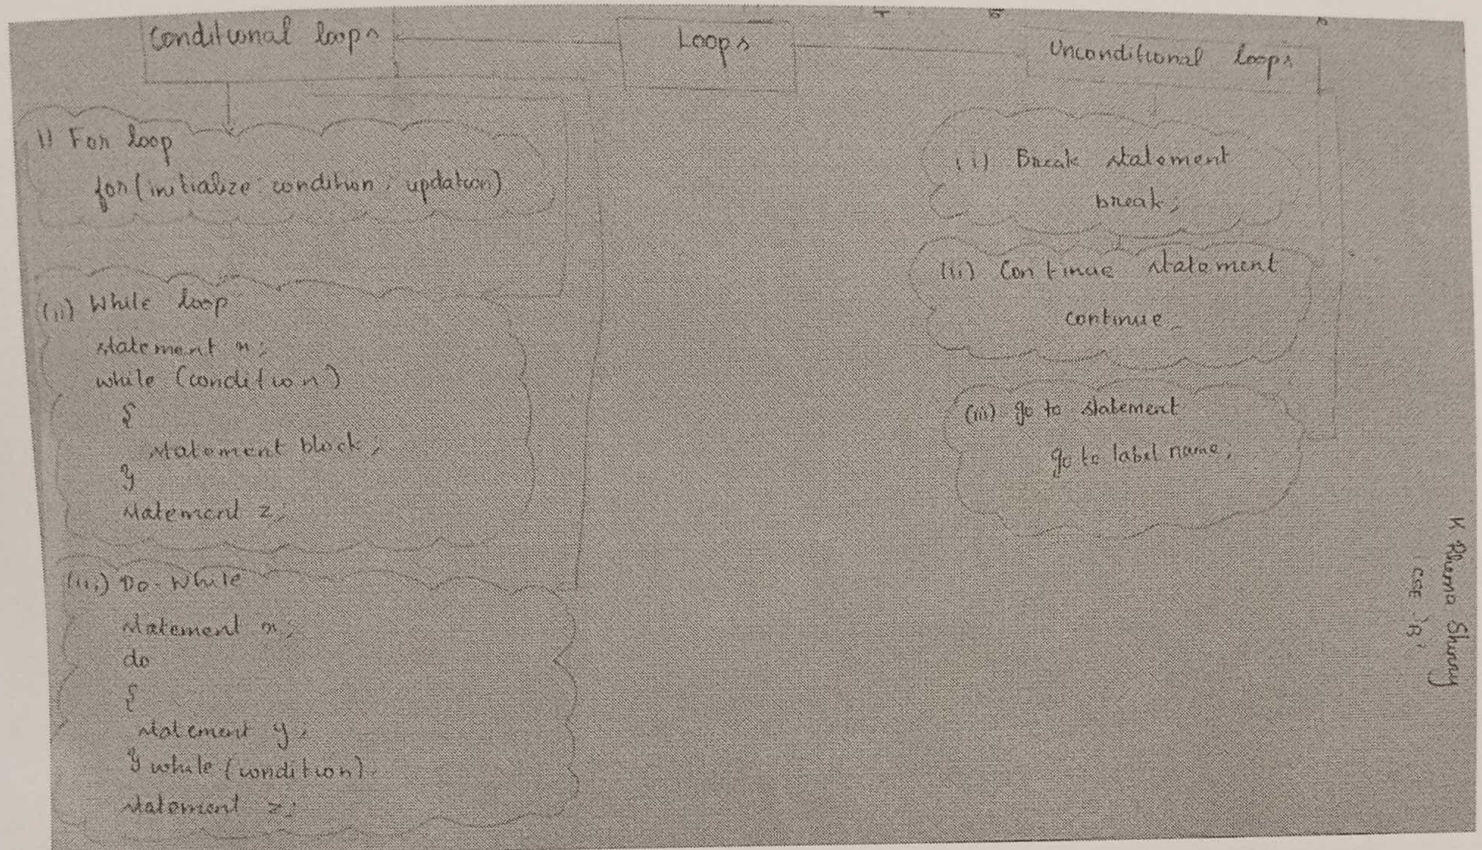 Conditional loops
Loops
Unconditional loops
1) For loop
for(initialize; condition; updation)
(ii) While loop
statement x;
while (condition)
{
statement block;
}
statement z;
(iii) Do-While
statement x;
do
{
statement y;
} while (condition)
statement z;
(i) Break statement
break;
(ii) Continue statement
continue
(iii) go to statement
go to label name;
CSE 'B'